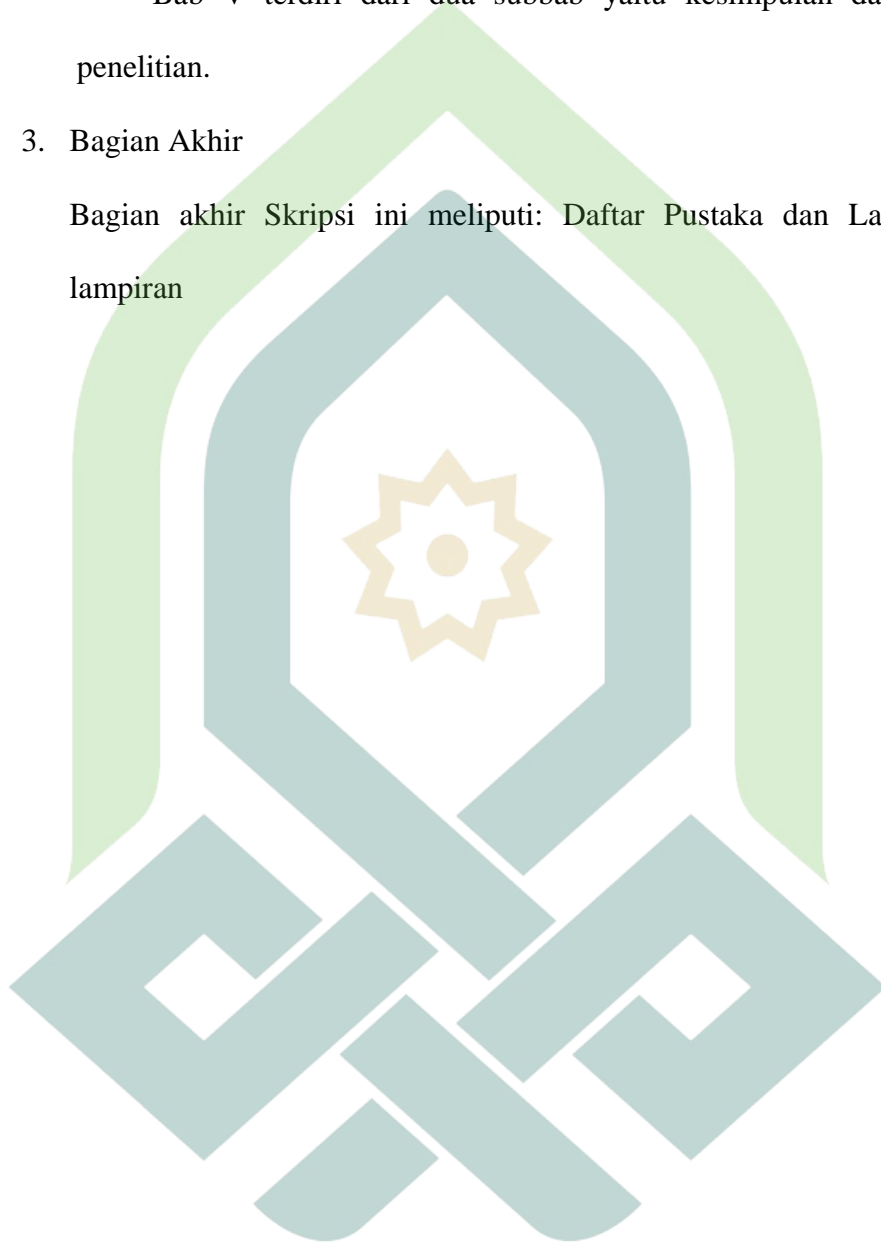 Bab V terdiri dari dua subbab yaitu kesimpulan da
penelitian.
3. Bagian Akhir
Bagian akhir Skripsi ini meliputi: Daftar Pustaka dan La
lampiran